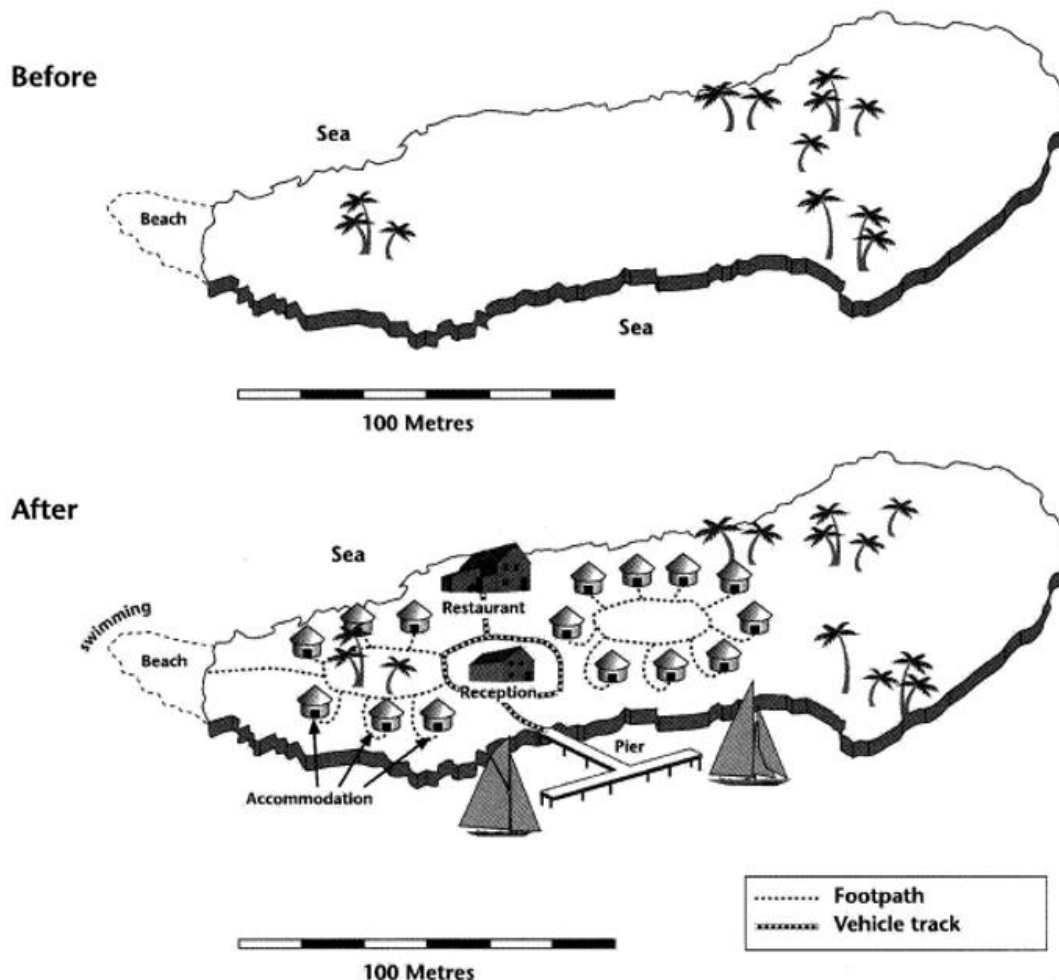 Before
Sea
Beach
Sea
100 Metres
After
Sea
swimming
Restaurant
Beach
Reception
Pier
Accommodation
Footpath
Vehicle track
100 Metres